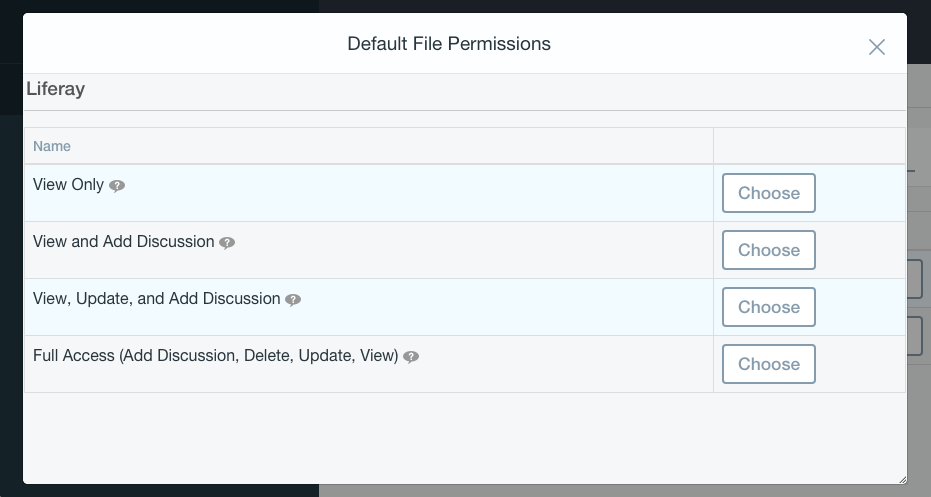 Default File Permissions
Liferay
Name
View Only ?
Choose
View and Add Discussion ?
Choose
View, Update, and Add Discussion ?
Choose
Full Access (Add Discussion, Delete, Update, View) ?
Choose